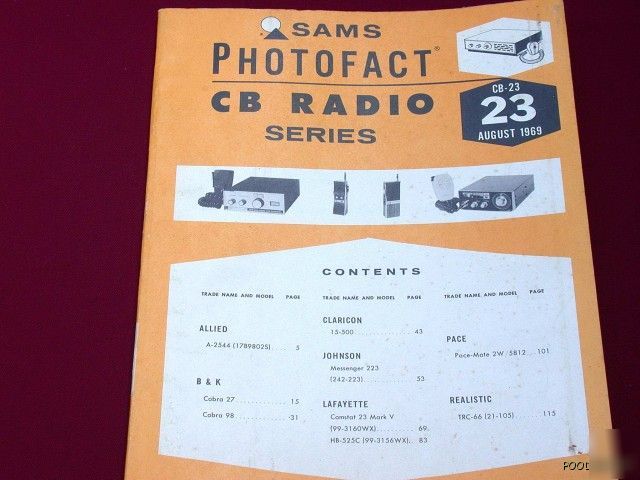 SAMS
PHOTOFACT®
CB RADIO
SERIES
CB-23
23
AUGUST 1969
CONTENTS
TRADE NAME AND MODEL PAGE
ALLIED
A-2544 (17B9802S) . . . . 5
B & K
Cobra 27 . . . . . . . . . . . . 15
Cobra 98 . . . . . . . . . . . 31
TRADE NAME AND MODEL PAGE
CLARICON
15-500 . . . . . . . . . . . . 43
JOHNSON
Messenger 223
(242-223) . . . . . . . . . . . 53
LAFAYETTE
Comstat 23 Mark V
(99-3160WX) . . . . . . . . . 69
HB-525C (99-3156WX) . . 83
TRADE NAME AND MODEL PAGE
PACE
Pace-Mate 2W/5812 . . . 101
REALISTIC
TRC-66 (21-105) . . . . . . 115